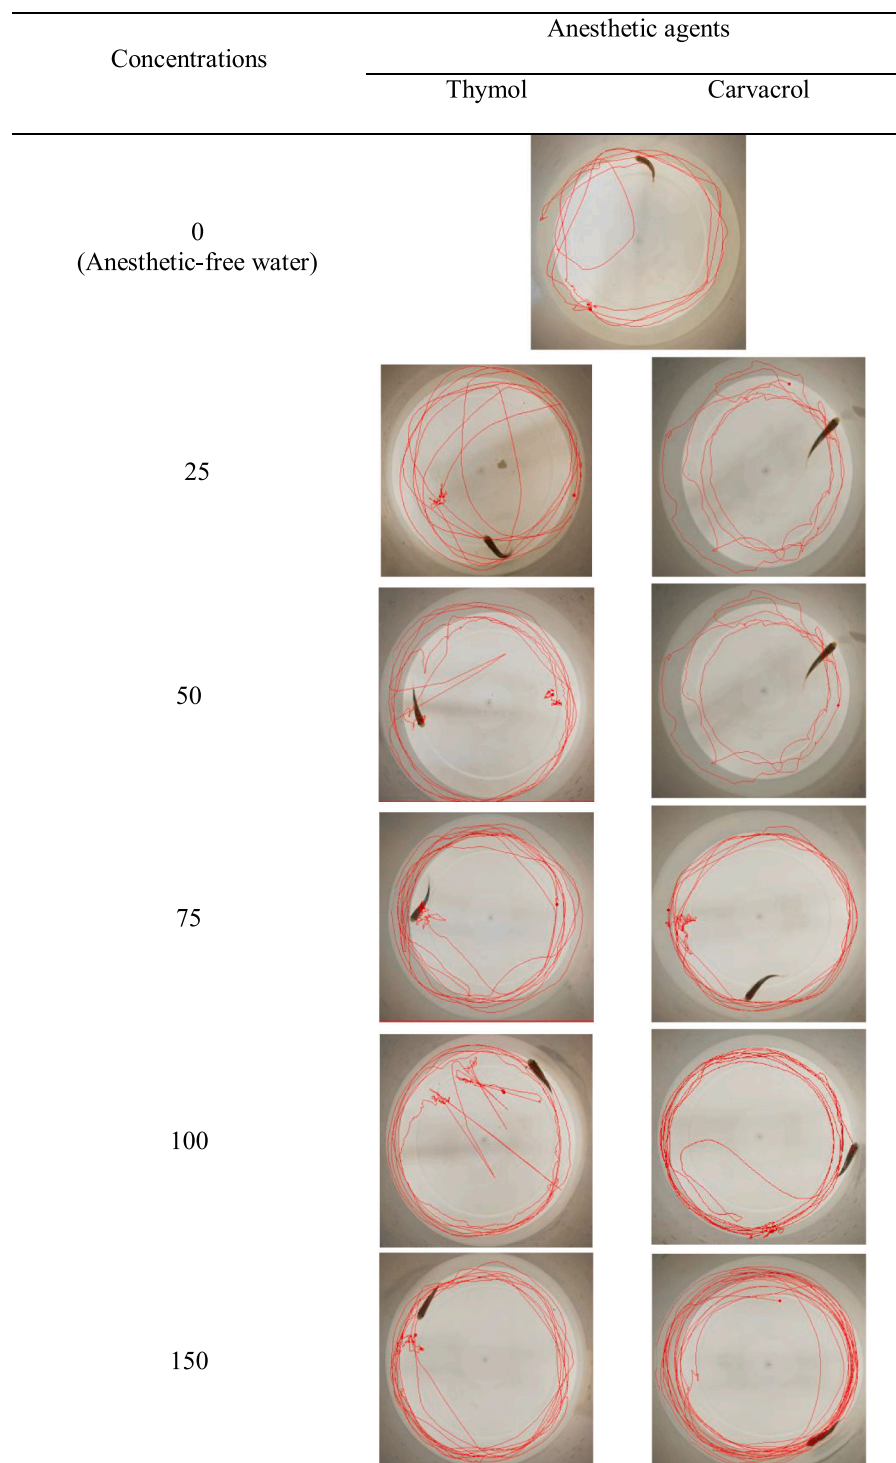 Anesthetic agents
Concentrations
Thymol Carvacrol
0
(Anesthetic-free water)
25
50
75
100
150